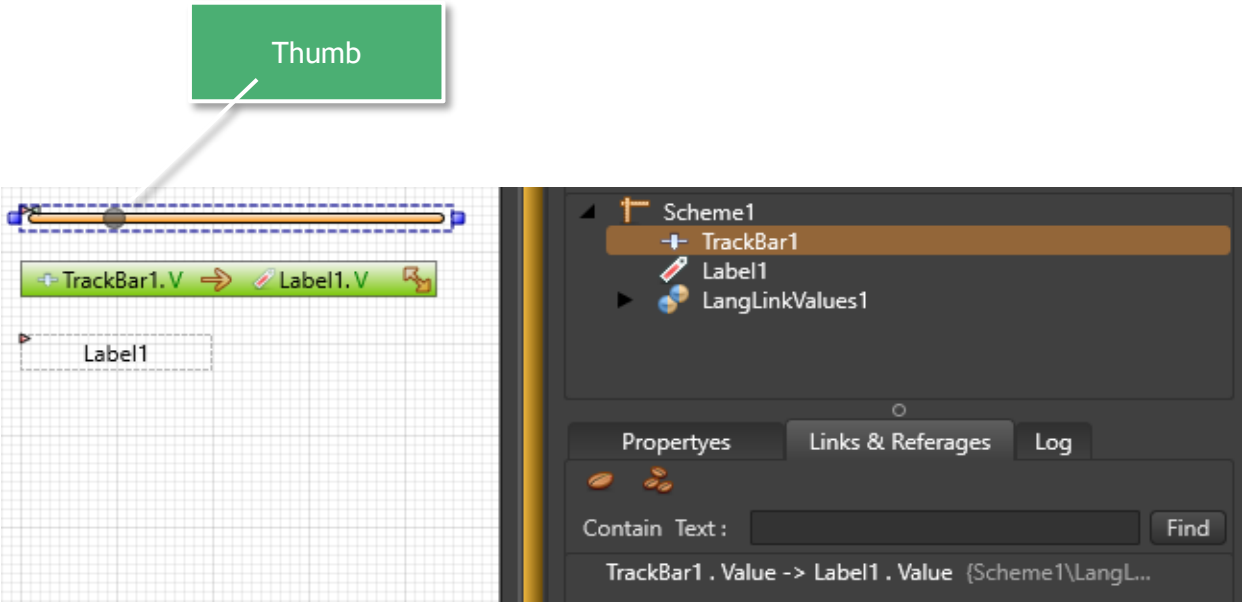 Thumb
TrackBar1.V Label1.V
Label1
Scheme1
TrackBar1
Label1
LangLinkValues1
Propertyes Links & Referages Log
Contain Text : Find
TrackBar1 . Value -> Label1 . Value {Scheme1\LangL...